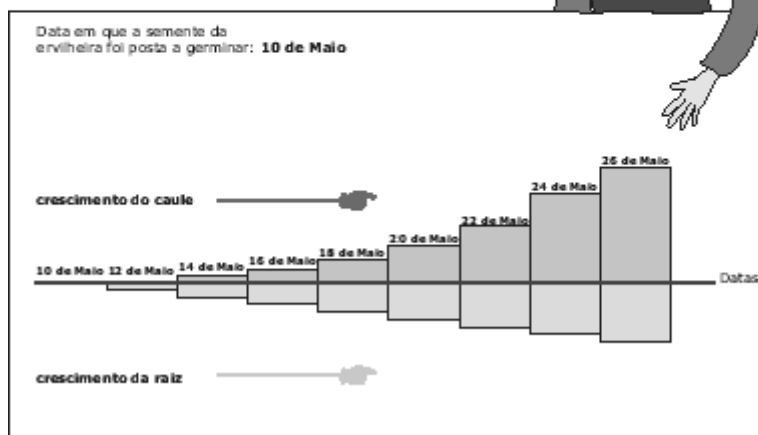 Data em que a semente da
ervilheira foi posta a germinar: 10 de Maio
26 de Maio
24 de Maio
crescimento do caule
22 de Maio
20 de Maio
18 de Maio
16 de Maio
14 de Maio
10 de Maio 12 de Maio
Datas
crescimento da raiz